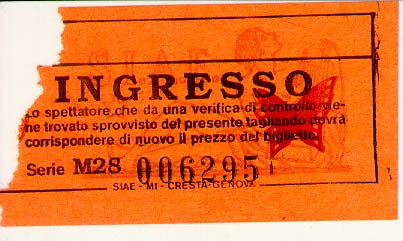 S.I.A.E.
INGRESSO
Lo spettatore, che da una verifica di controllo vie-
ne trovato sprovvisto del presente tagliando dovrà
corrispondere di nuovo il prezzo del biglietto.
Serie M28 006295
SIAE - MI - CRESTA-GENOVA